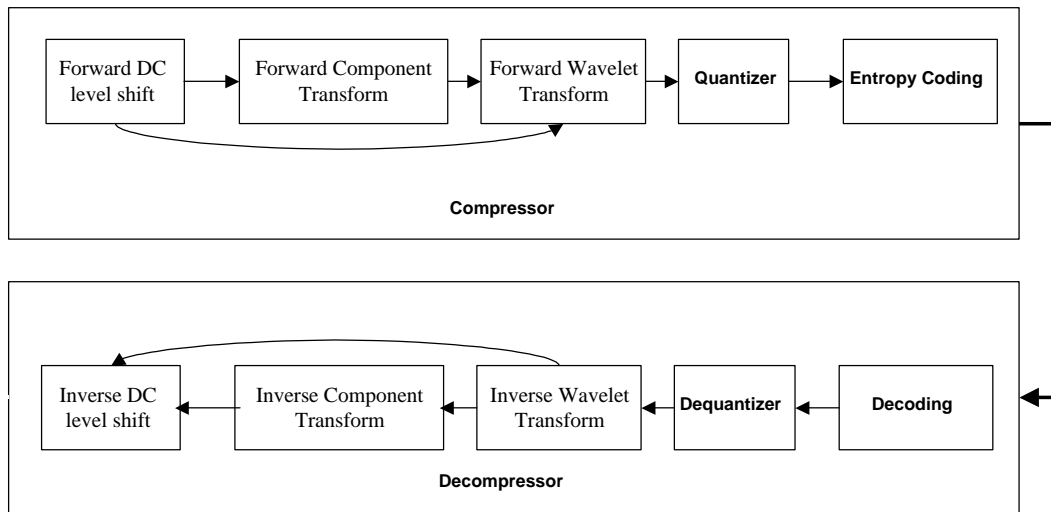 Forward DC
level shift
Forward Component
Transform
Forward Wavelet
Transform
Quantizer
Entropy Coding
Compressor
Inverse DC
level shift
Inverse Component
Transform
Inverse Wavelet
Transform
Dequantizer
Decoding
Decompressor